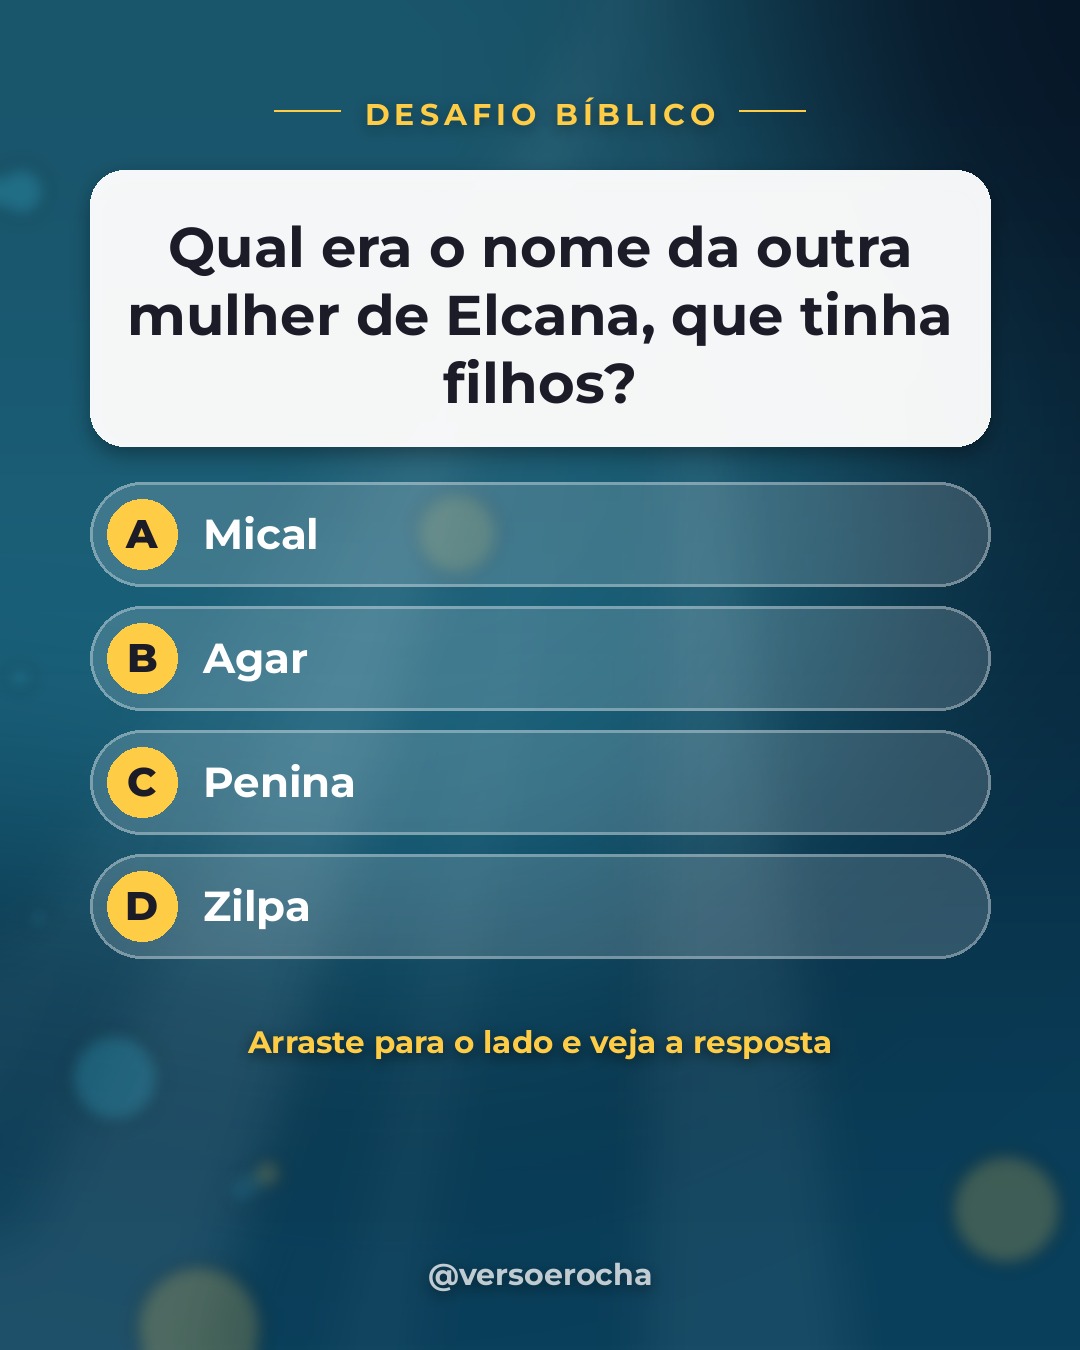 DESAFIO BÍBLICO
Qual era o nome da outra
mulher de Elcana, que tinha
filhos?
A Mical
B Agar
C Penina
D Zilpa
Arraste para o lado e veja a resposta
@versoerocha